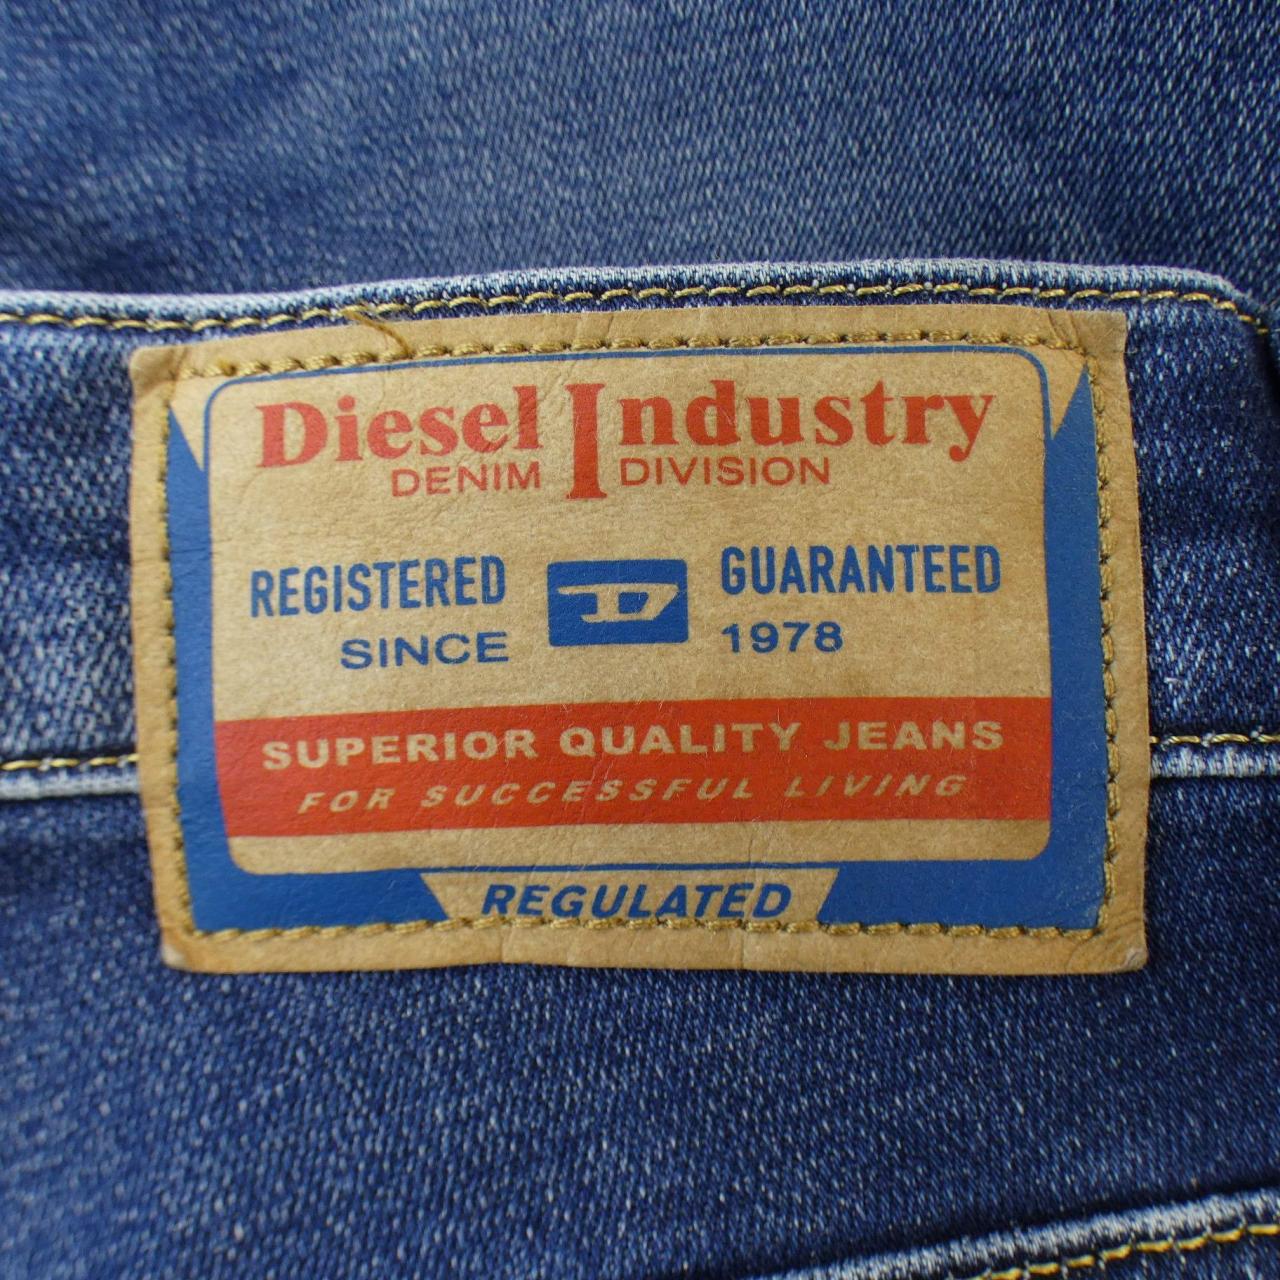 Diesel Industry
DENIM DIVISION
REGISTERED D GUARANTEED
SINCE 1978
SUPERIOR QUALITY JEANS
FOR SUCCESSFUL LIVING
REGULATED